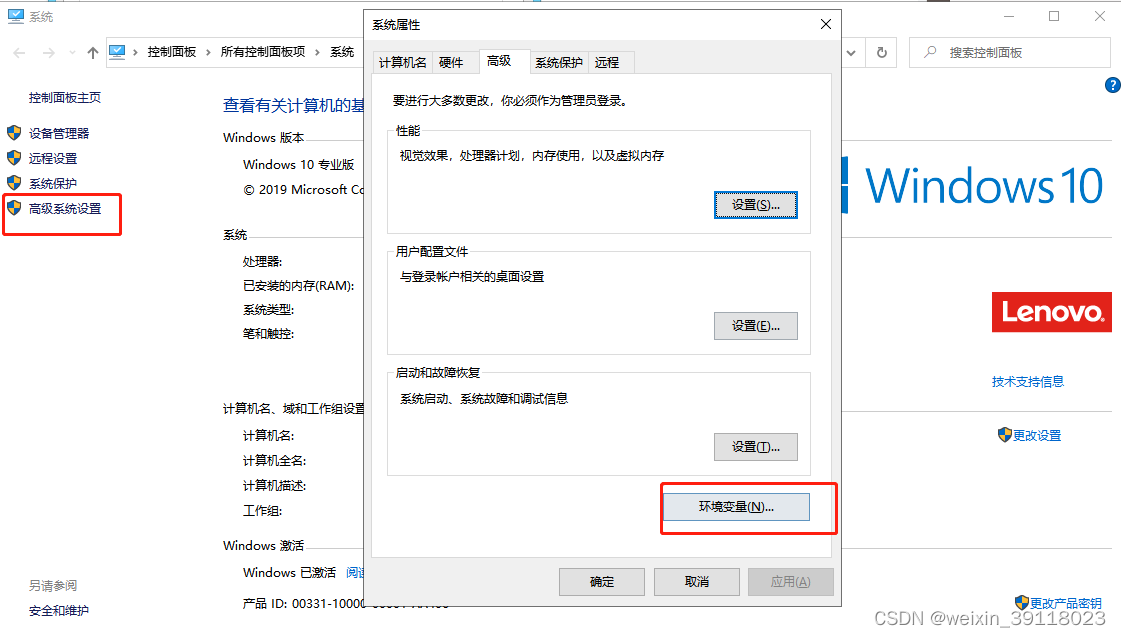 系统
控制面板 > 所有控制面板项 > 系统
搜索控制面板
控制面板主页
设备管理器
远程设置
系统保护
高级系统设置
另请参阅
安全和维护
查看有关计算机的基
Windows 版本
Windows 10 专业版
© 2019 Microsoft Co
系统
处理器:
已安装的内存(RAM):
系统类型:
笔和触控:
计算机名、域和工作组设置
计算机名:
计算机全名:
计算机描述:
工作组:
Windows 激活
Windows 已激活 阅读
产品 ID: 00331-10000-
系统属性
计算机名 硬件 高级 系统保护 远程
要进行大多数更改，你必须作为管理员登录。
性能
视觉效果，处理器计划，内存使用，以及虚拟内存
设置(S)...
用户配置文件
与登录帐户相关的桌面设置
设置(E)...
启动和故障恢复
系统启动、系统故障和调试信息
设置(T)...
环境变量(N)...
确定 取消 应用(A)
?
Windows 10
Lenovo.
技术支持信息
更改设置
更改产品密钥
CSDN @weixin_39118023